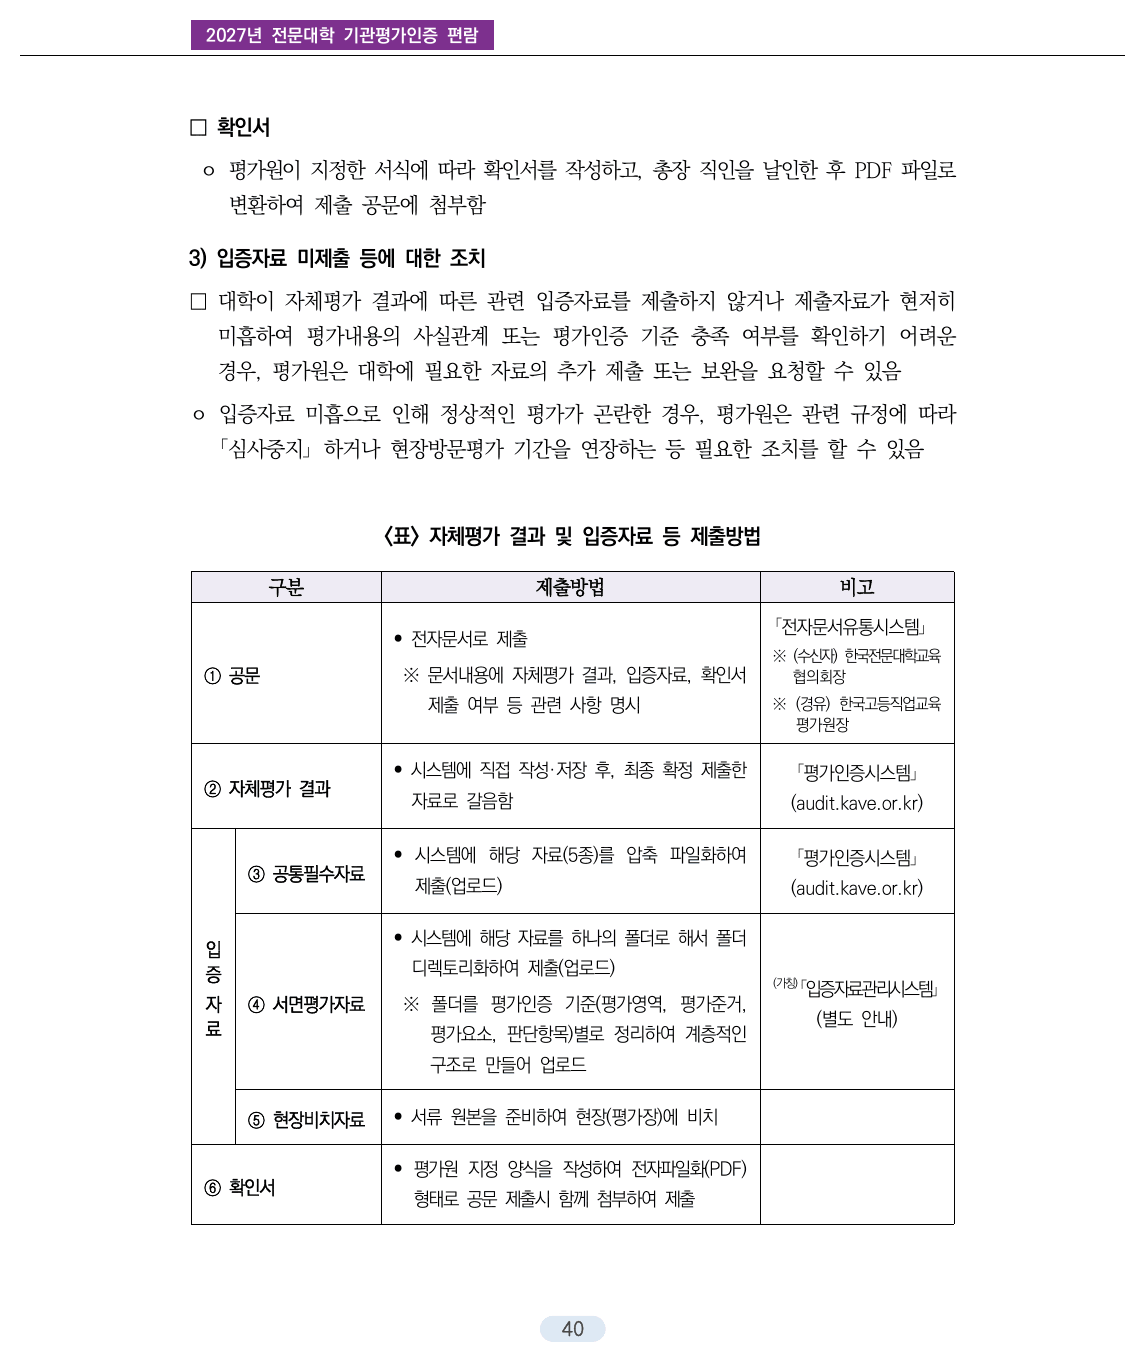 2027년 전문대학 기관평가인증 편람
□ 확인서
ㅇ 평가원이 지정한 서식에 따라 확인서를 작성하고, 총장 직인을 날인한 후 PDF 파일로
변환하여 제출 공문에 첨부함
3) 입증자료 미제출 등에 대한 조치
□ 대학이 자체평가 결과에 따른 관련 입증자료를 제출하지 않거나 제출자료가 현저히
미흡하여 평가내용의 사실관계 또는 평가인증 기준 충족 여부를 확인하기 어려운
경우, 평가원은 대학에 필요한 자료의 추가 제출 또는 보완을 요청할 수 있음
ㅇ 입증자료 미흡으로 인해 정상적인 평가가 곤란한 경우, 평가원은 관련 규정에 따라
「심사중지」하거나 현장방문평가 기간을 연장하는 등 필요한 조치를 할 수 있음
〈표〉 자체평가 결과 및 입증자료 등 제출방법
구분 제출방법 비고
① 공문
• 전자문서로 제출
※ 문서내용에 자체평가 결과, 입증자료, 확인서
제출 여부 등 관련 사항 명시
「전자문서유통시스템」
※ (수신자) 한국전문대학교육
협의회장
※ (경유) 한국고등직업교육
평가원장
② 자체평가 결과
• 시스템에 직접 작성·저장 후, 최종 확정 제출한
자료로 갈음함
「평가인증시스템」
(audit.kave.or.kr)
입
증
자
료
③ 공통필수자료
• 시스템에 해당 자료(5종)를 압축 파일화하여
제출(업로드)
「평가인증시스템」
(audit.kave.or.kr)
④ 서면평가자료
• 시스템에 해당 자료를 하나의 폴더로 해서 폴더
디렉토리화하여 제출(업로드)
※ 폴더를 평가인증 기준(평가영역, 평가준거,
평가요소, 판단항목)별로 정리하여 계층적인
구조로 만들어 업로드
(가칭)「입증자료관리시스템」
(별도 안내)
⑤ 현장비치자료
• 서류 원본을 준비하여 현장(평가장)에 비치
⑥ 확인서
• 평가원 지정 양식을 작성하여 전자파일화(PDF)
형태로 공문 제출시 함께 첨부하여 제출
40